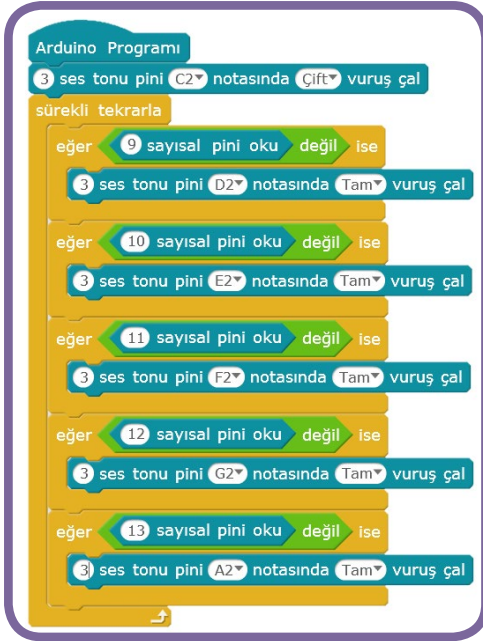 Arduino Programı
3 ses tonu pini C2 notasında Çift vuruş çal
sürekli tekrarla
eğer 9 sayısal pini oku değil ise
3 ses tonu pini D2 notasında Tam vuruş çal
eğer 10 sayısal pini oku değil ise
3 ses tonu pini E2 notasında Tam vuruş çal
eğer 11 sayısal pini oku değil ise
3 ses tonu pini F2 notasında Tam vuruş çal
eğer 12 sayısal pini oku değil ise
3 ses tonu pini G2 notasında Tam vuruş çal
eğer 13 sayısal pini oku değil ise
3 ses tonu pini A2 notasında Tam vuruş çal